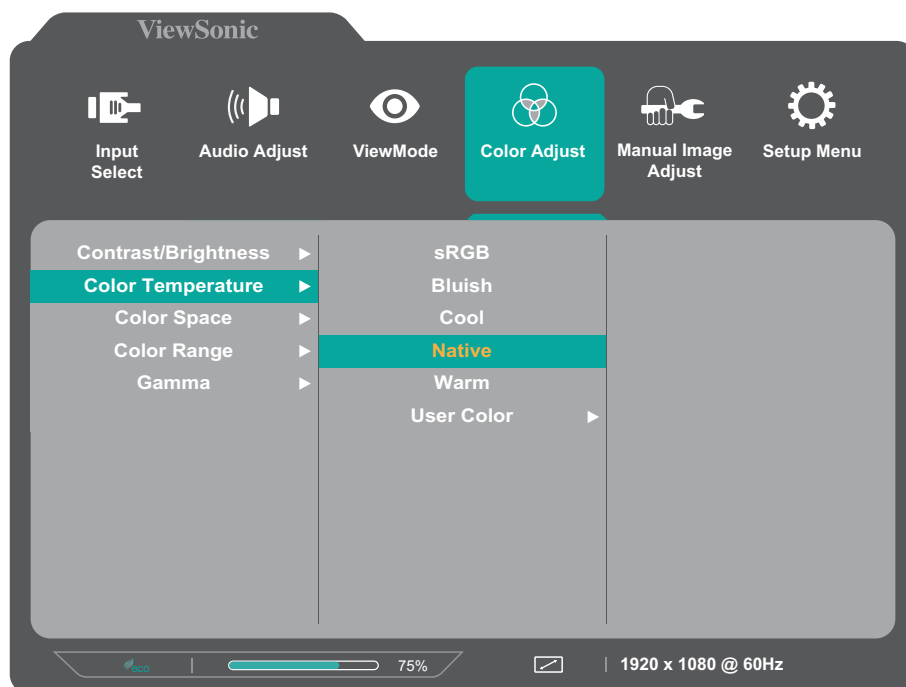 ViewSonic
Input
Select
Audio Adjust
ViewMode
Color Adjust
Manual Image
Adjust
Setup Menu
Contrast/Brightness
Color Temperature
Color Space
Color Range
Gamma
sRGB
Bluish
Cool
Native
Warm
User Color
eco
75%
1920 x 1080 @ 60Hz